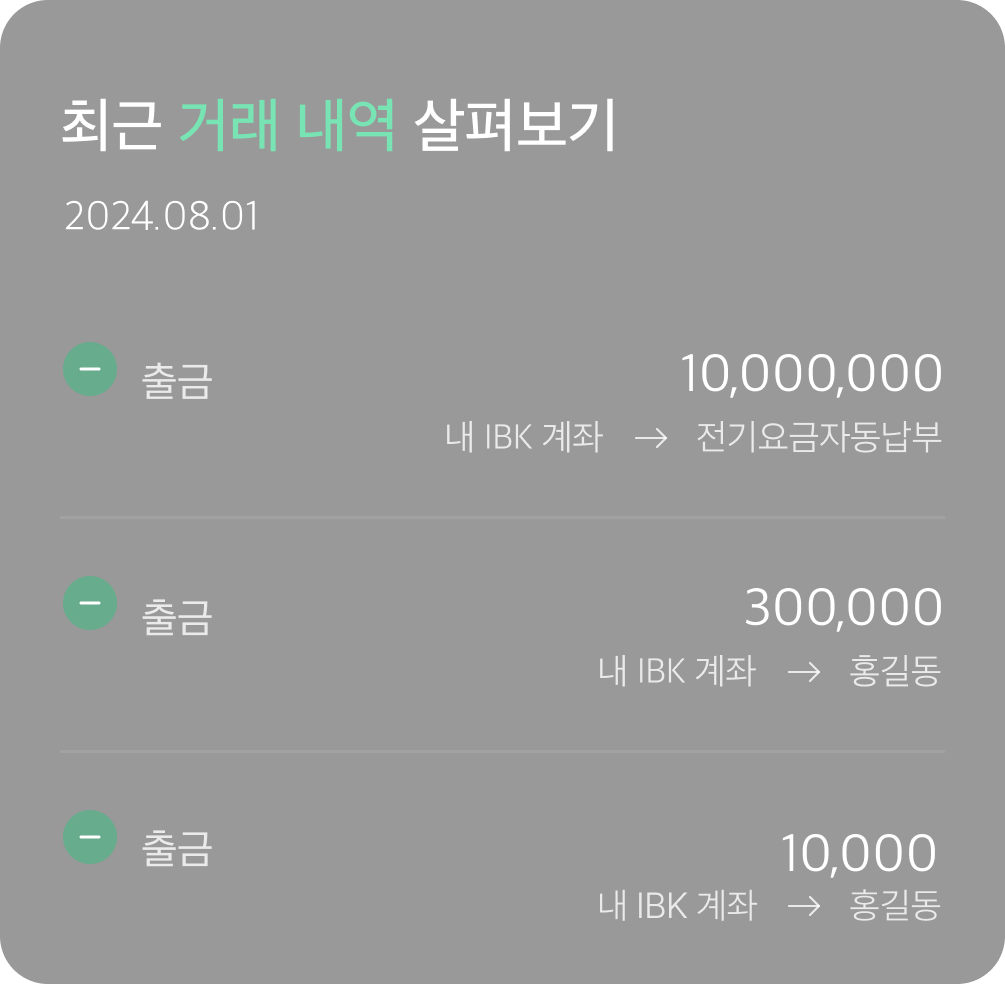 최근 거래 내역 살펴보기
2024.08.01
출금
10,000,000
내 IBK 계좌 → 전기요금자동납부
출금
300,000
내 IBK 계좌 → 홍길동
출금
10,000
내 IBK 계좌 → 홍길동